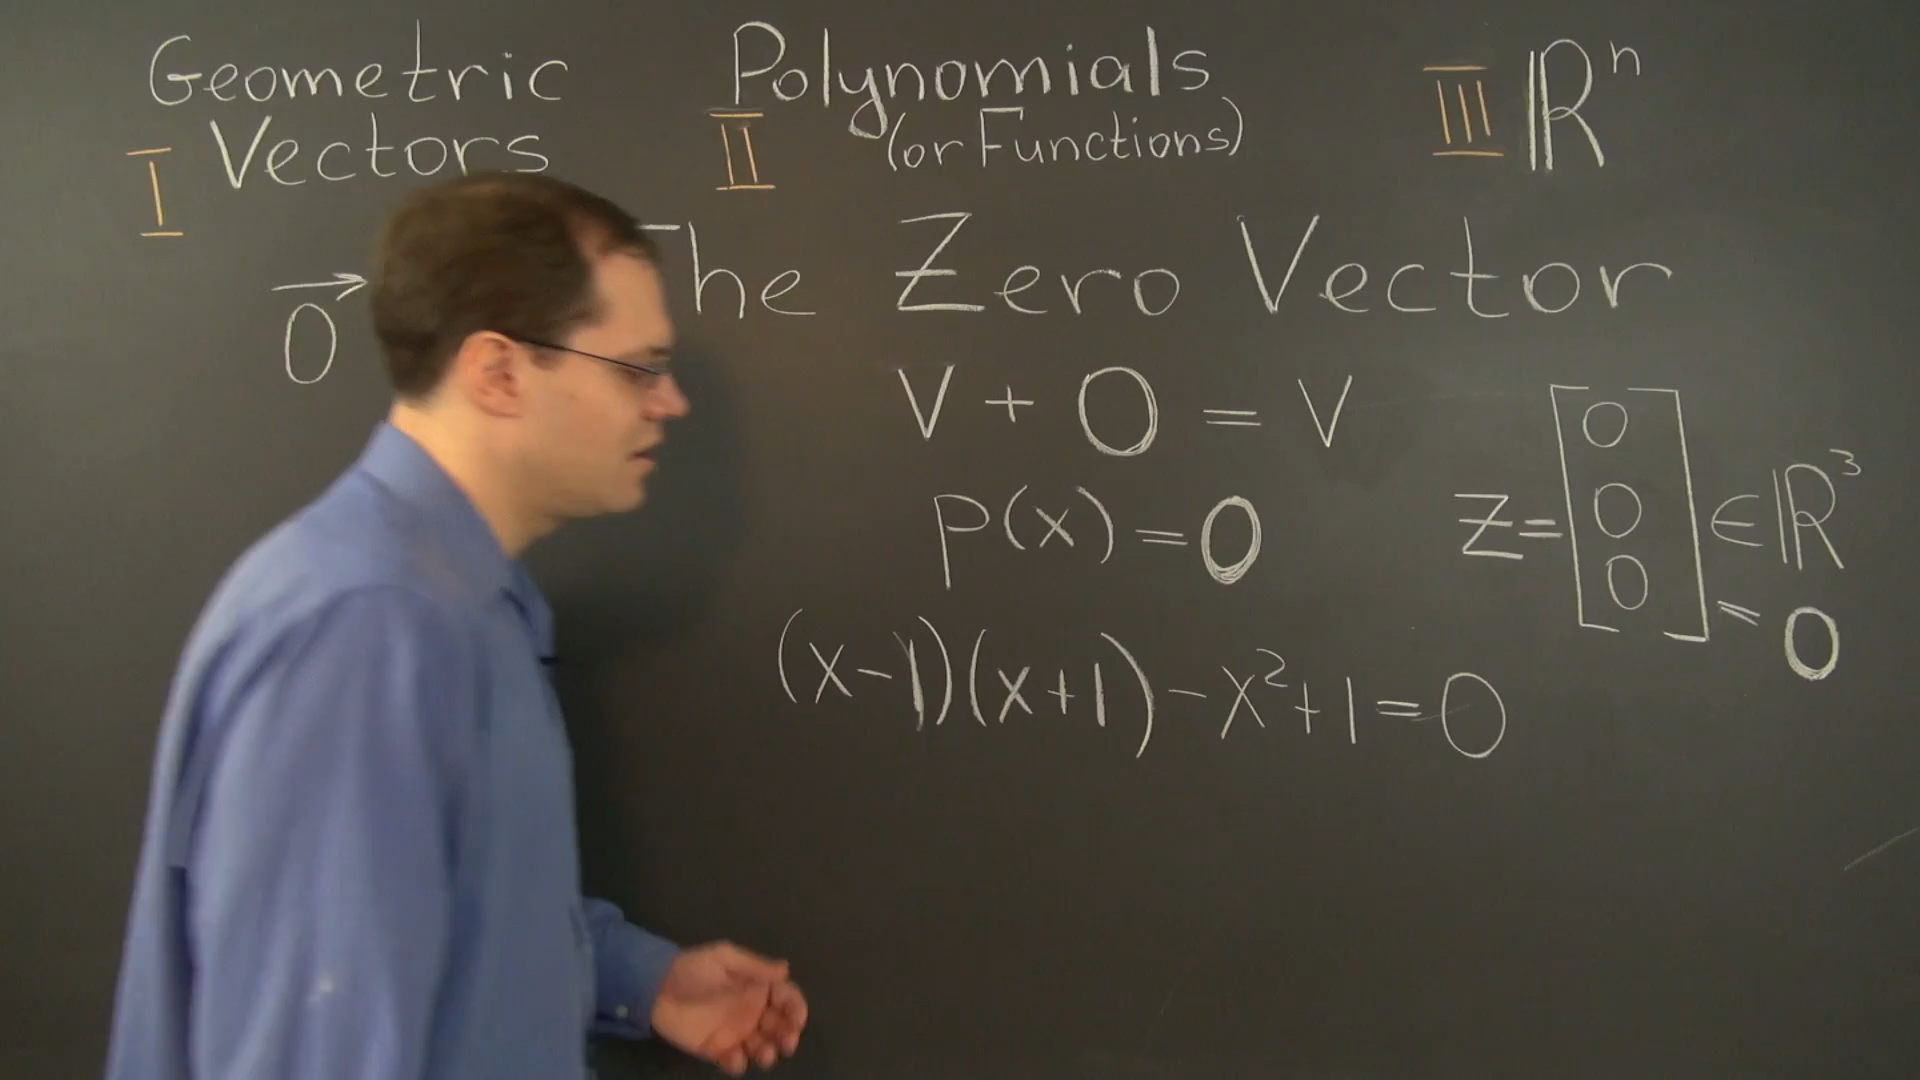 Geometric
I Vectors
Polynomials
II (or Functions)
III ℝⁿ
The Zero Vector
→
0
V + 0 = V
P(x) = 0
Z = [0 0 0] ∈ ℝ³
= 0
(x-1)(x+1) - x² + 1 = 0